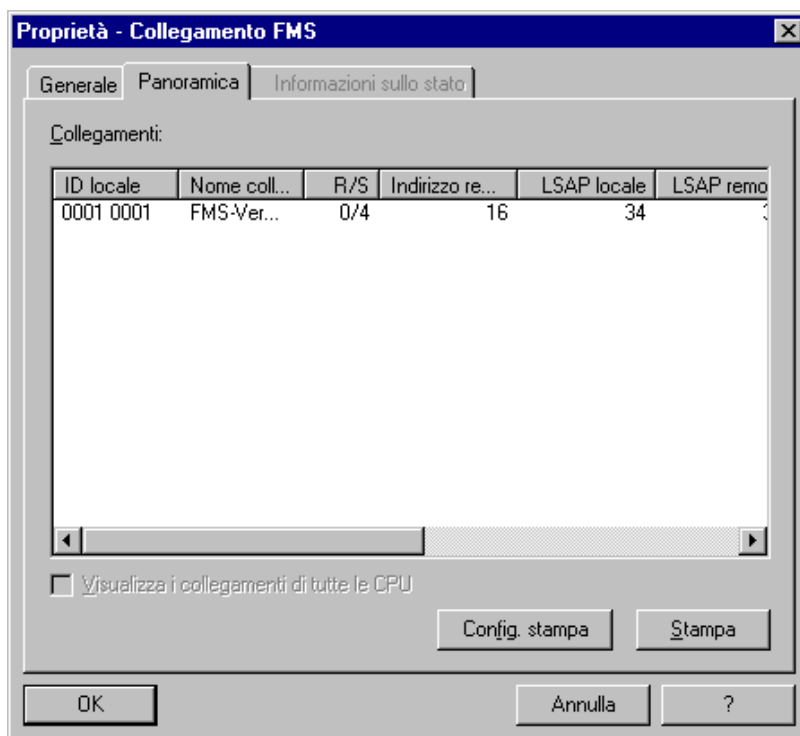 Proprietà - Collegamento FMS
Generale Panoramica Informazioni sullo stato
Collegamenti:
ID locale Nome coll... R/S Indirizzo re... LSAP locale LSAP remo
0001 0001 FMS-Ver... 0/4 16 34
Visualizza i collegamenti di tutte le CPU
Config. stampa Stampa
OK Annulla ?